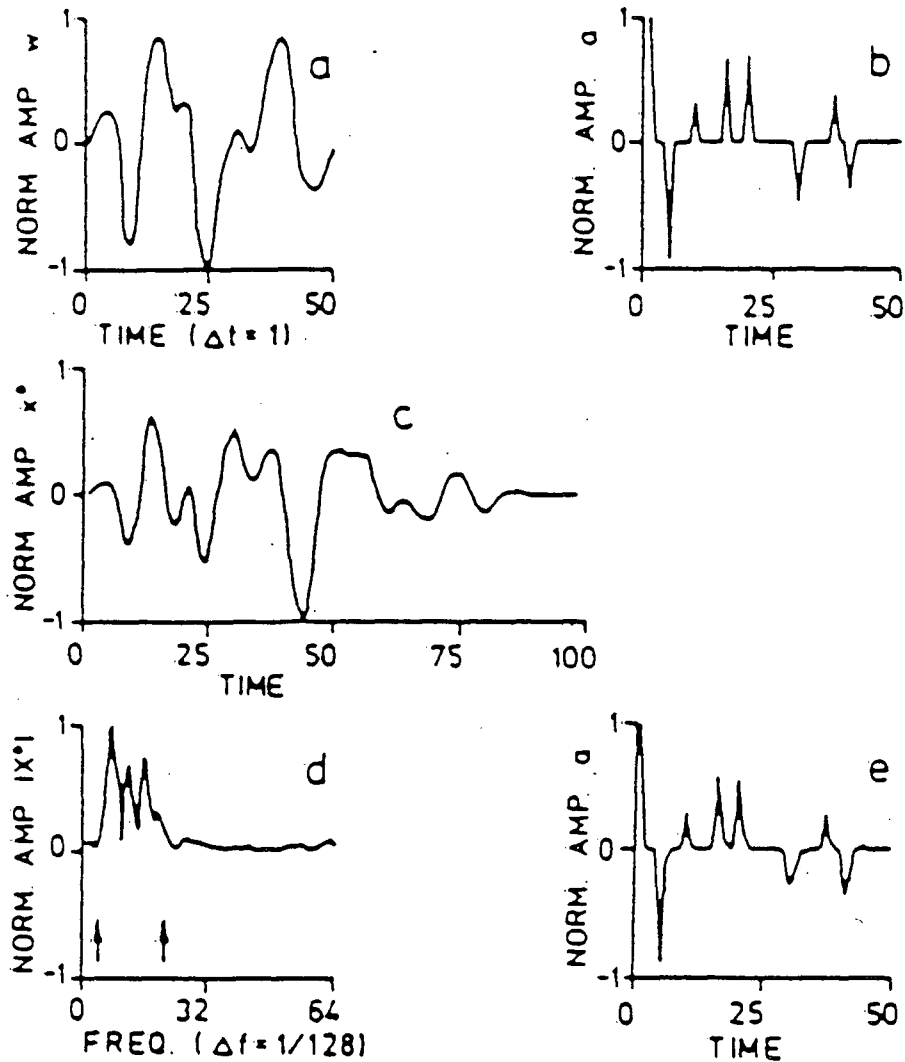 NORM AMP w
1
0
-1
0 25 50
TIME (Δt=1)
a
NORM. AMP. a
1
0
-1
0 25 50
TIME
b
NORM AMP x°
1
0
-1
0 25 50 75 100
TIME
c
NORM. AMP |X°|
1
0
-1
0 32 64
FREQ. (Δf=1/128)
d
NORM. AMP. a
1
0
-1
0 25 50
TIME
e